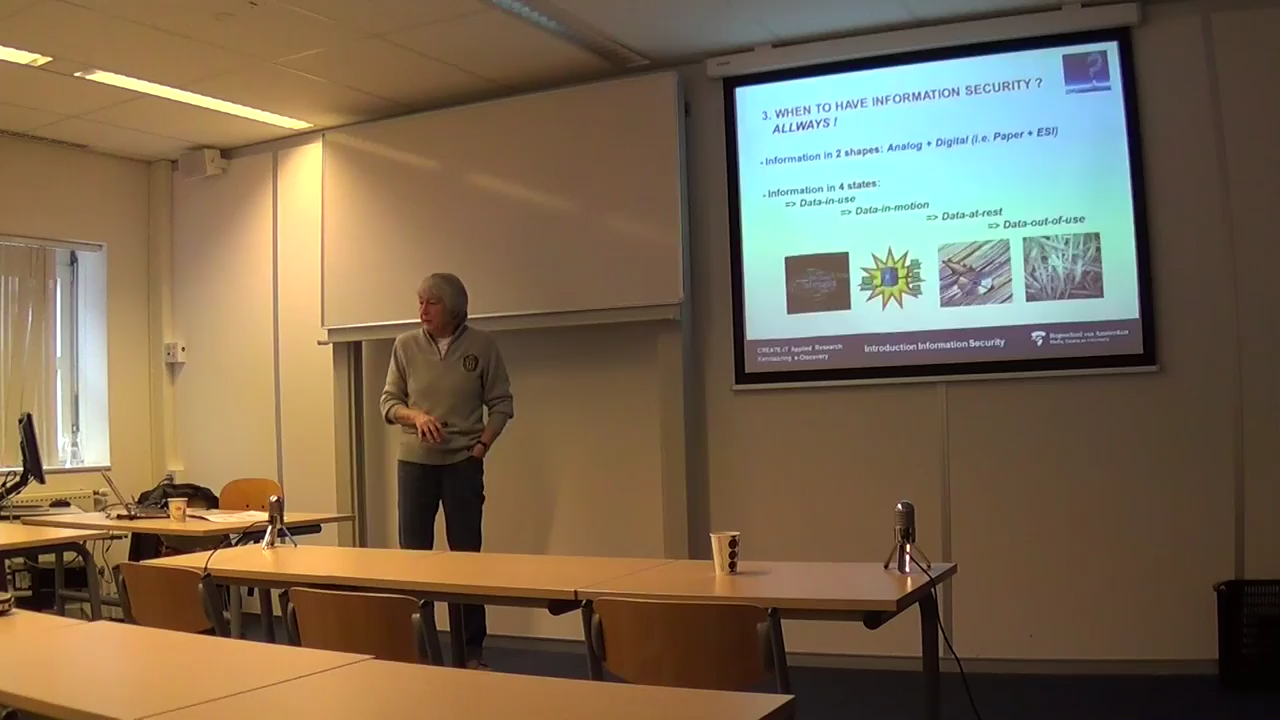 3. WHEN TO HAVE INFORMATION SECURITY ?
ALLWAYS !
- Information in 2 shapes: Analog + Digital (i.e. Paper + ESI)
- Information in 4 states:
=> Data-in-use
=> Data-in-motion
=> Data-at-rest
=> Data-out-of-use
CREATE-IT Applied Research
e-Discovery
Introduction Information Security
Hogeschool van Amsterdam